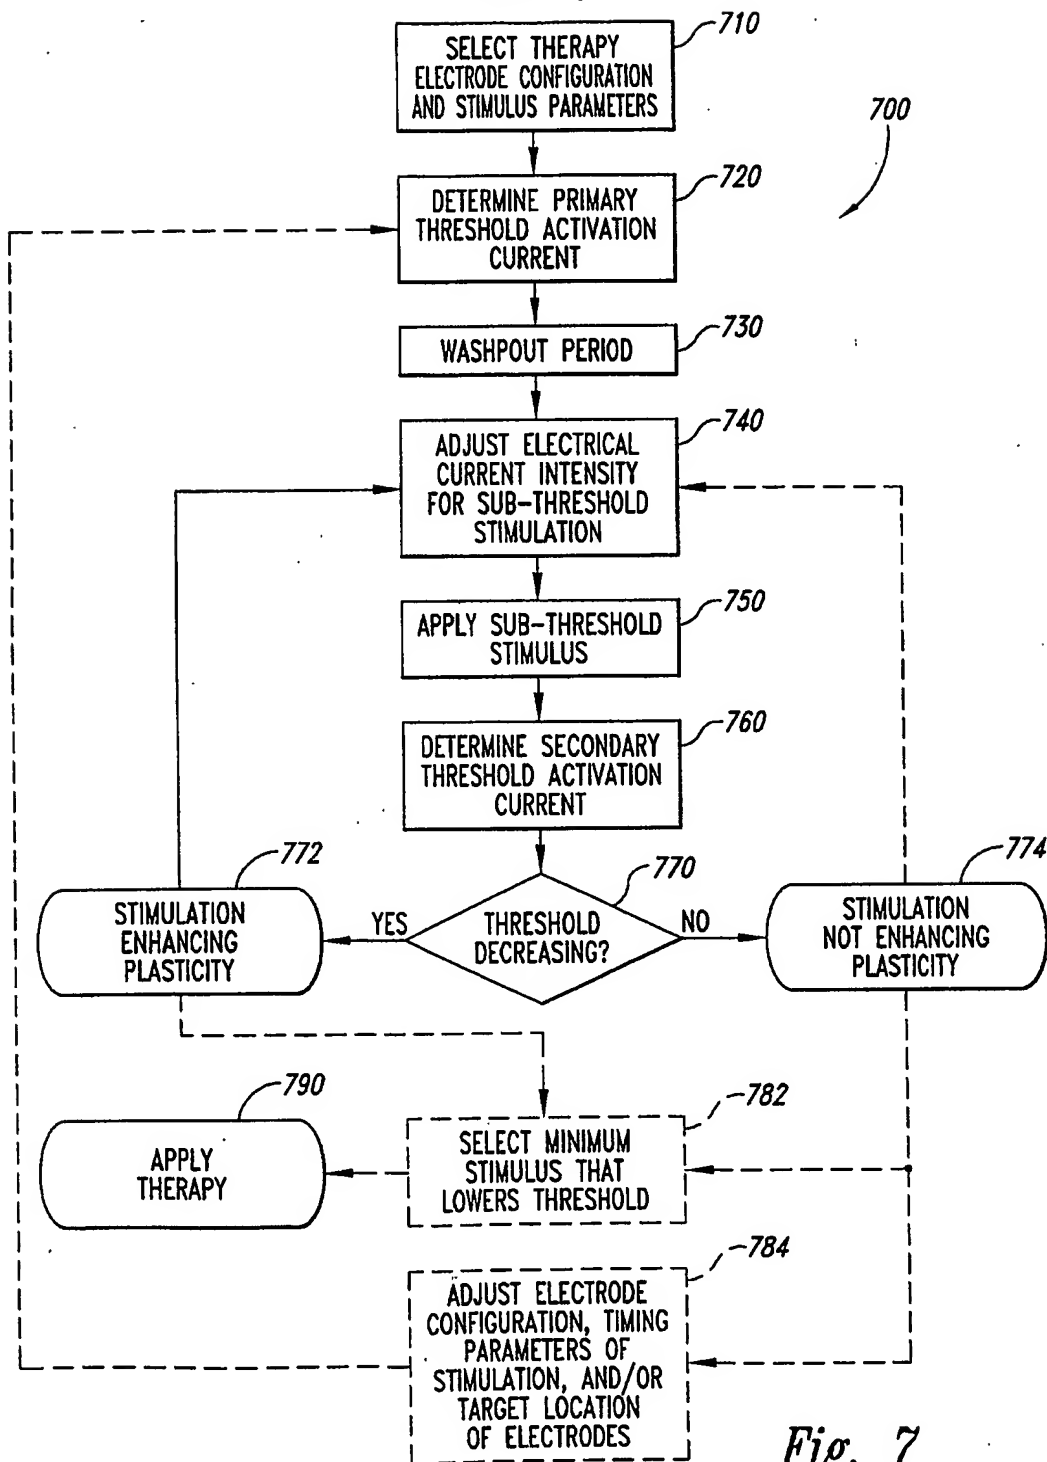 710
SELECT THERAPY
ELECTRODE CONFIGURATION
AND STIMULUS PARAMETERS
700
720
DETERMINE PRIMARY
THRESHOLD ACTIVATION
CURRENT
730
WASHPOUT PERIOD
740
ADJUST ELECTRICAL
CURRENT INTENSITY
FOR SUB-THRESHOLD
STIMULATION
750
APPLY SUB-THRESHOLD
STIMULUS
760
DETERMINE SECONDARY
THRESHOLD ACTIVATION
CURRENT
772
STIMULATION
ENHANCING
PLASTICITY
YES
770
THRESHOLD
DECREASING?
NO
774
STIMULATION
NOT ENHANCING
PLASTICITY
790
APPLY
THERAPY
782
SELECT MINIMUM
STIMULUS THAT
LOWERS THRESHOLD
784
ADJUST ELECTRODE
CONFIGURATION, TIMING
PARAMETERS OF
STIMULATION, AND/OR
TARGET LOCATION
OF ELECTRODES
Fig. 7